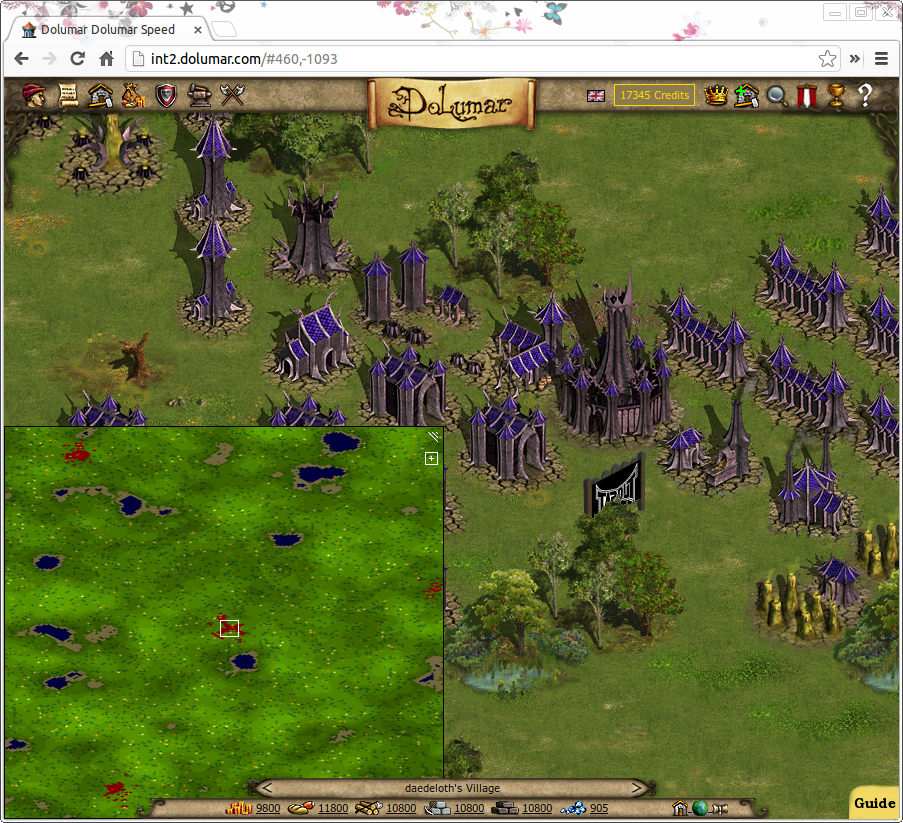 Dolumar Dolumar Speed
int2.dolumar.com/#460,-1093
DoLumar
17345 Credits
daedeloth's Village
9800 11800 10800 10800 10800 905
Guide